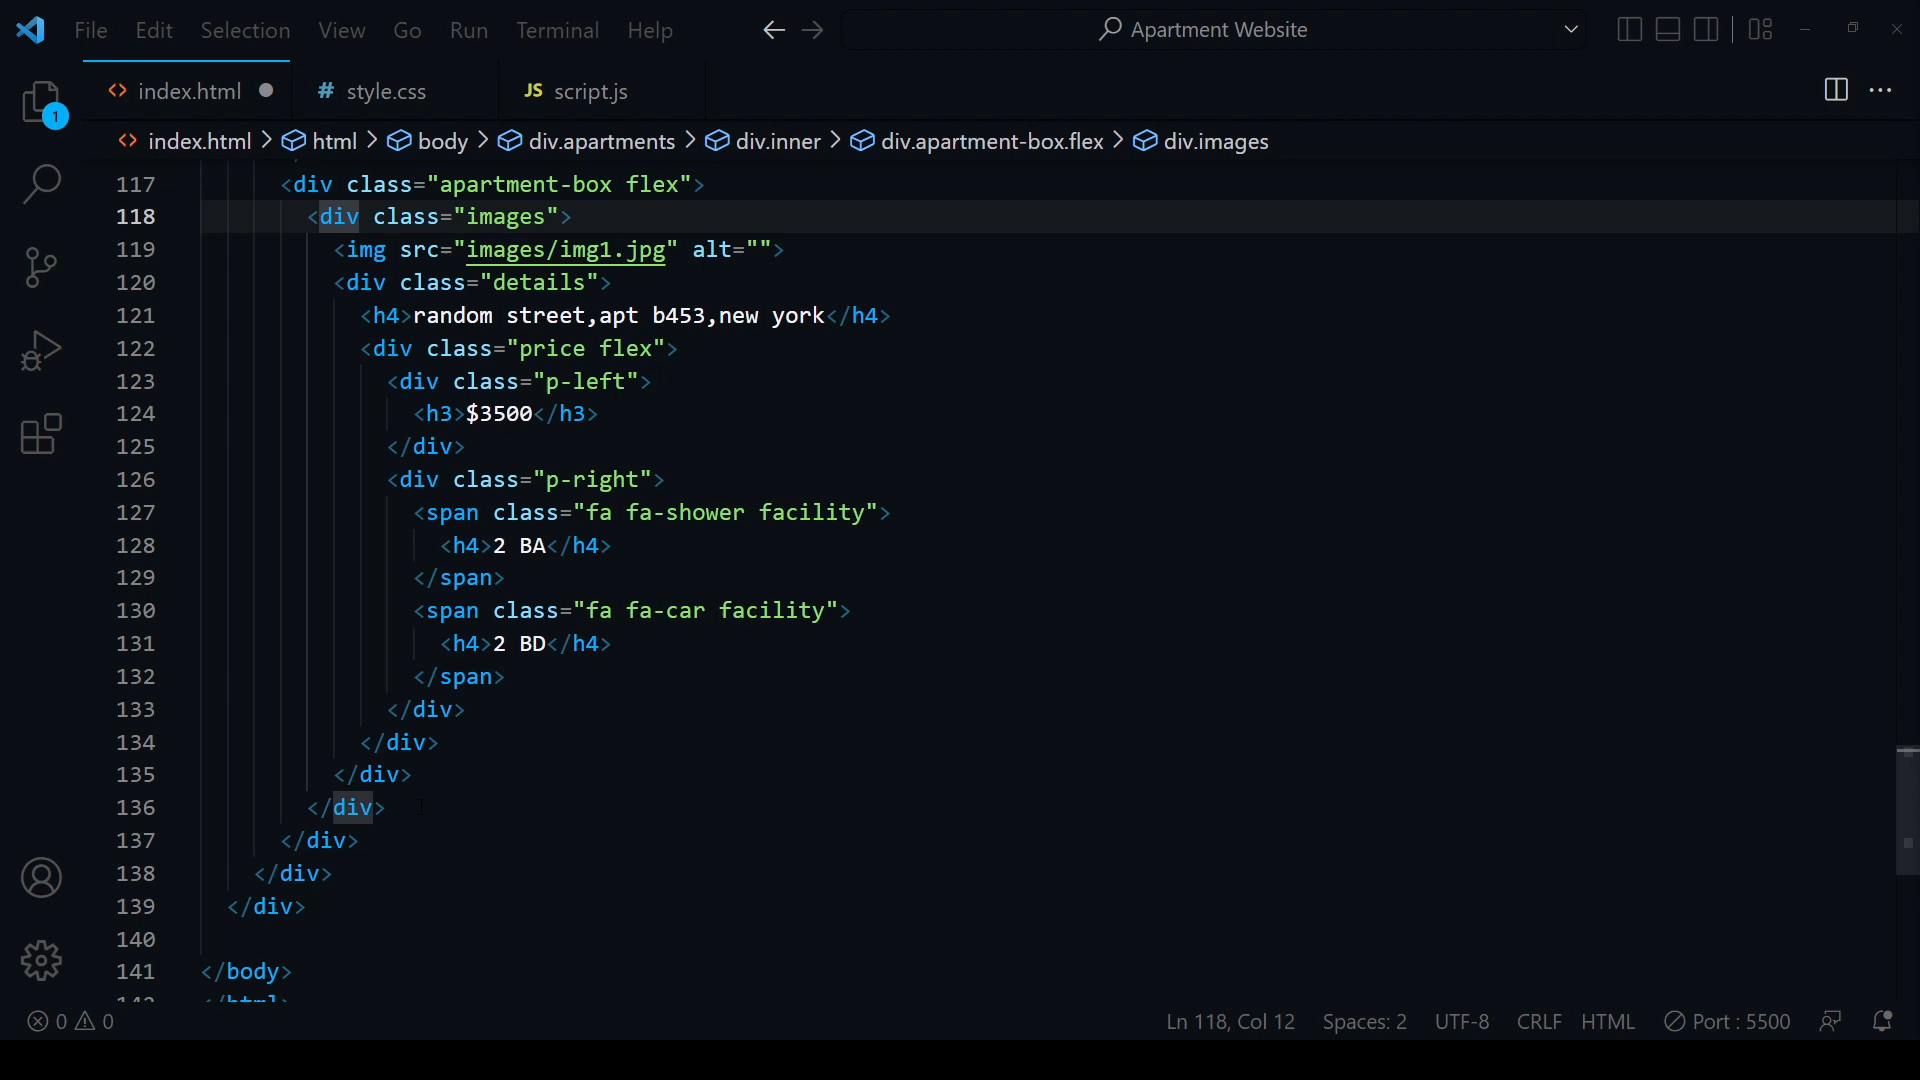 File Edit Selection View Go Run Terminal Help Apartment Website
index.html # style.css JS script.js
1
index.html > html > body > div.apartments > div.inner > div.apartment-box.flex > div.images
117 <div class="apartment-box flex">
118 <div class="images">
119 <img src="images/img1.jpg" alt="">
120 <div class="details">
121 <h4>random street,apt b453,new york</h4>
122 <div class="price flex">
123 <div class="p-left">
124 <h3>$3500</h3>
125 </div>
126 <div class="p-right">
127 <span class="fa fa-shower facility">
128 <h4>2 BA</h4>
129 </span>
130 <span class="fa fa-car facility">
131 <h4>2 BD</h4>
132 </span>
133 </div>
134 </div>
135 </div>
136 </div>
137 </div>
138 </div>
139 </div>
140
141 </body>
142 </html>
0 0 Ln 118, Col 12 Spaces: 2 UTF-8 CRLF HTML Port : 5500